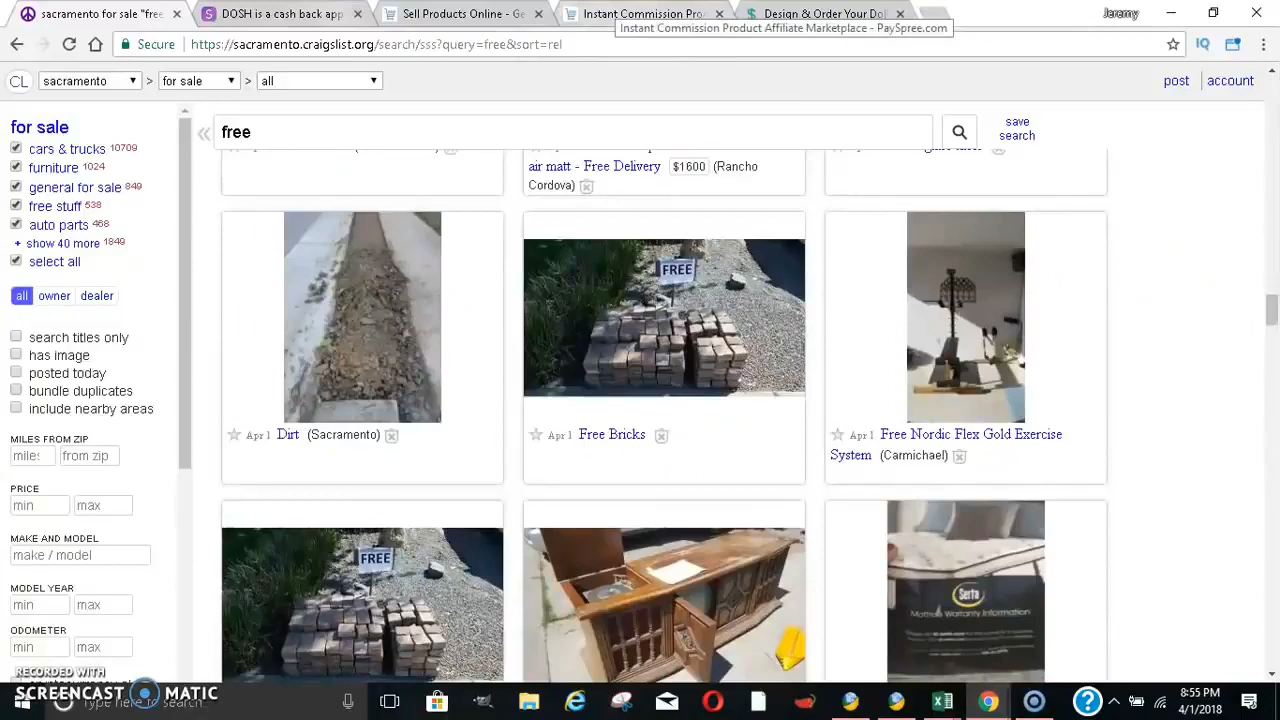 sacramento for sale "free
DOSH is a cash back app
Sell Products Online - Ge
Instant Commission Pro
Design & Order Your Do
Jeremy
Instant Commission Product Affiliate Marketplace - PaySpree.com
Secure
https://sacramento.craigslist.org/search/sss?query=free&sort=rel
CL sacramento > for sale > all
post account
for sale
cars & trucks 10709
furniture 1024
general for sale 849
free stuff 538
auto parts 468
+ show 40 more 1849
select all
all owner dealer
search titles only
has image
posted today
bundle duplicates
include nearby areas
MILES FROM ZIP
miles from zip
PRICE
min max
MAKE AND MODEL
make / model
MODEL YEAR
min max
ODOMETER
min max
free
save
search
air matt - Free Delivery $1600 (Rancho
Cordova)
FREE
Apr 1 Dirt (Sacramento)
Apr 1 Free Bricks
Apr 1 Free Nordic Flex Gold Exercise
System (Carmichael)
FREE
Serta
Mattress Warranty Information
RECORDED WITH
SCREENCAST MATIC
Type here to search
8:55 PM
4/1/2018